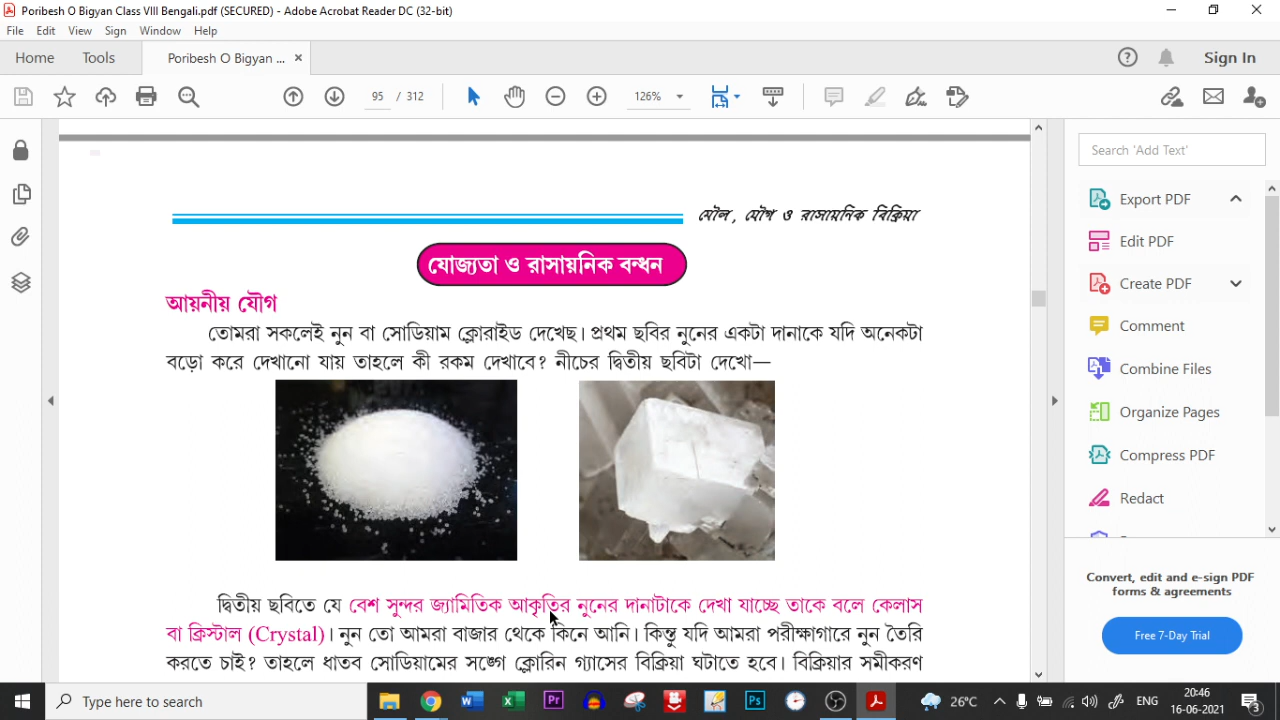 Poribesh O Bigyan Class VIII Bengali.pdf (SECURED) - Adobe Acrobat Reader DC (32-bit)
File Edit View Sign Window Help
Home Tools Poribesh O Bigyan ... × Sign In
95 / 312 126%
Search 'Add Text'
Export PDF
Edit PDF
Create PDF
Comment
Combine Files
Organize Pages
Compress PDF
Redact
Convert, edit and e-sign PDF
forms & agreements
Free 7-Day Trial
মৌল, যৌগ ও রাসায়নিক বিক্রিয়া
যোজ্যতা ও রাসায়নিক বন্ধন
আয়নীয় যৌগ
তোমরা সকলেই নুন বা সোডিয়াম ক্লোরাইড দেখেছ। প্রথম ছবির নুনের একটা দানাকে যদি অনেকটা
বড়ো করে দেখানো যায় তাহলে কী রকম দেখাবে? নীচের দ্বিতীয় ছবিটা দেখো—
দ্বিতীয় ছবিতে যে বেশ সুন্দর জ্যামিতিক আকৃতির নুনের দানাটাকে দেখা যাচ্ছে তাকে বলে কেলাস
বা ক্রিস্টাল (Crystal)। নুন তো আমরা বাজার থেকে কিনে আনি। কিন্তু যদি আমরা পরীক্ষাগারে নুন তৈরি
করতে চাই? তাহলে ধাতব সোডিয়ামের সঙ্গে ক্লোরিন গ্যাসের বিক্রিয়া ঘটাতে হবে। বিক্রিয়ার সমীকরণ
Type here to search
26°C ENG 20:46
16-06-2021 3